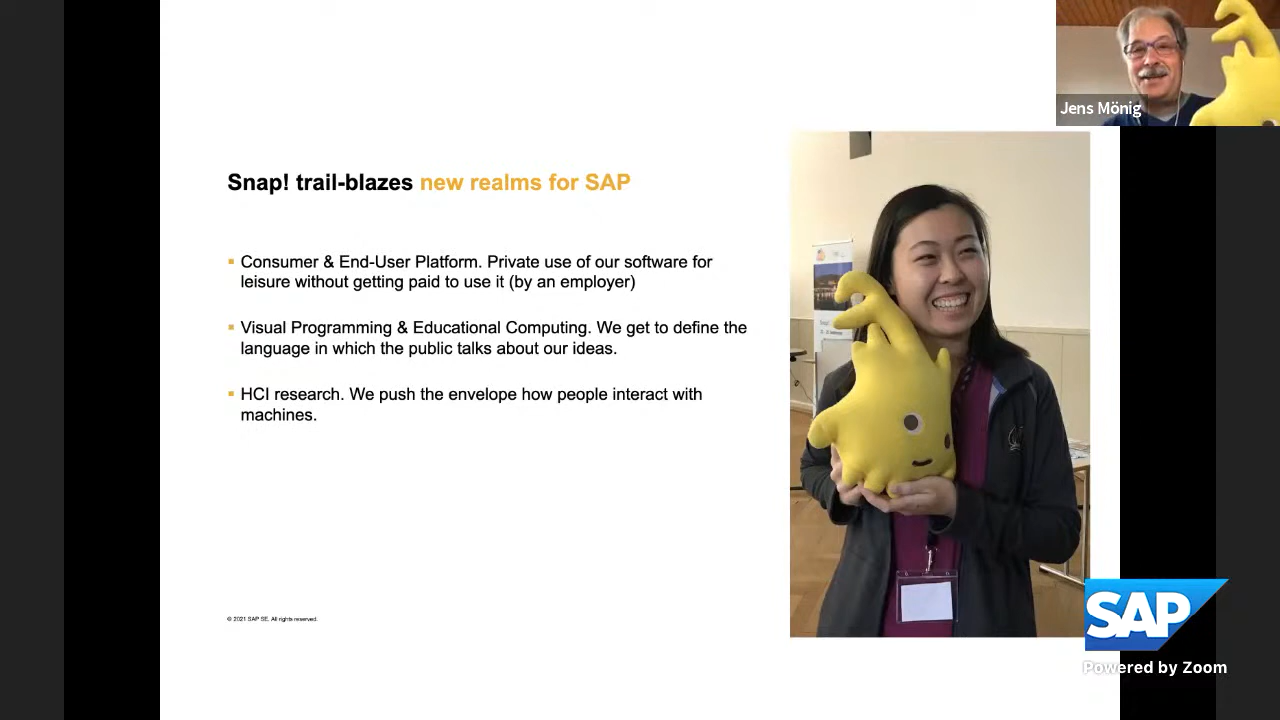 Jens Mönig
Snap! trail-blazes new realms for SAP
▪ Consumer & End-User Platform. Private use of our software for
leisure without getting paid to use it (by an employer)
▪ Visual Programming & Educational Computing. We get to define the
language in which the public talks about our ideas.
▪ HCI research. We push the envelope how people interact with
machines.
© 2021 SAP SE. All rights reserved.
SAP
Powered by Zoom